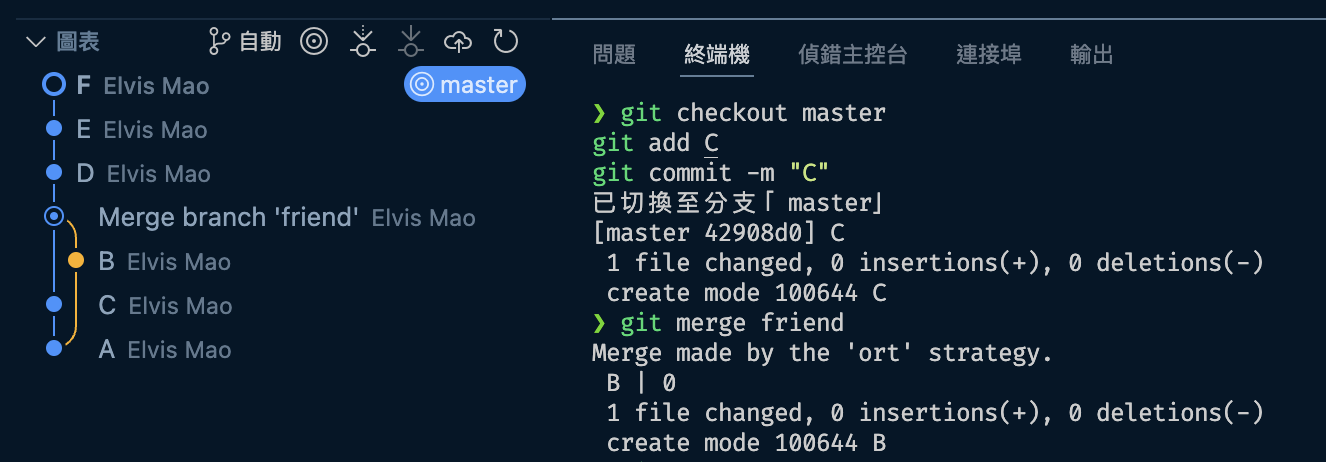 圖表
自動
F Elvis Mao master
E Elvis Mao
D Elvis Mao
Merge branch 'friend' Elvis Mao
B Elvis Mao
C Elvis Mao
A Elvis Mao
問題 終端機 偵錯主控台 連接埠 輸出
❯ git checkout master
git add C
git commit -m "C"
已切換至分支「master」
[master 42908d0] C
1 file changed, 0 insertions(+), 0 deletions(-)
create mode 100644 C
❯ git merge friend
Merge made by the 'ort' strategy.
B | 0
1 file changed, 0 insertions(+), 0 deletions(-)
create mode 100644 B